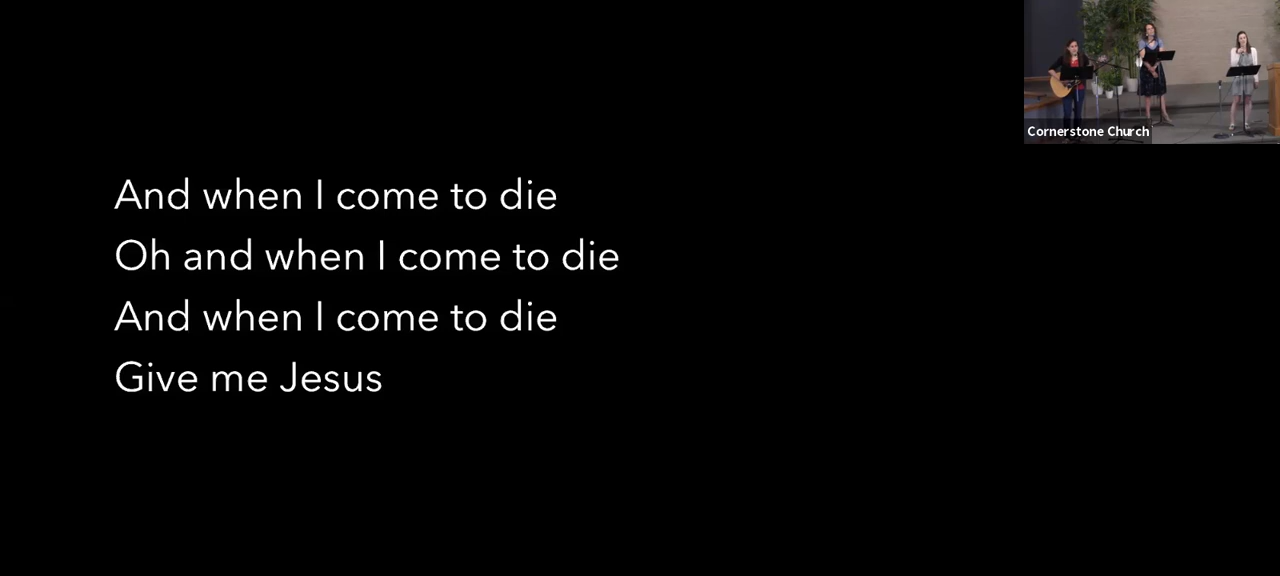 And when I come to die
Oh and when I come to die
And when I come to die
Give me Jesus
Cornerstone Church